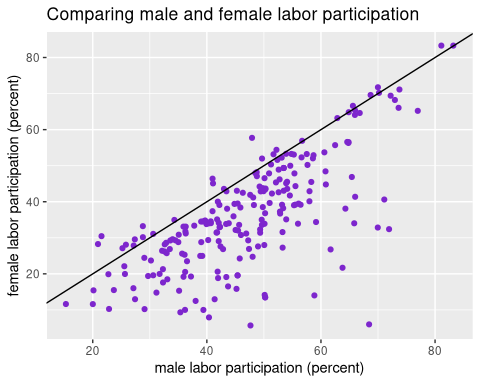 Comparing male and female labor participation
80
60
40
20
female labor participation (percent)
20 40 60 80
male labor participation (percent)